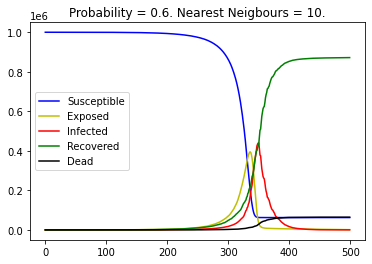 Probability = 0.6. Nearest Neigbours = 10.
1e6
1.0
0.8
0.6
0.4
0.2
0.0
Susceptible
Exposed
Infected
Recovered
Dead
0 100 200 300 400 500